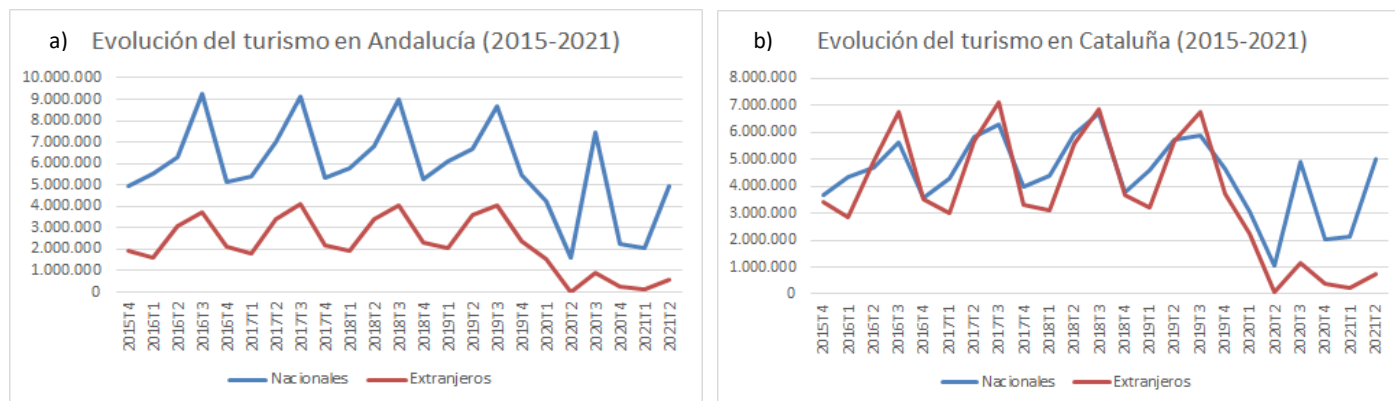 a) Evolución del turismo en Andalucía (2015-2021)
10.000.000
9.000.000
8.000.000
7.000.000
6.000.000
5.000.000
4.000.000
3.000.000
2.000.000
1.000.000
0
2015T4
2016T1
2016T2
2016T3
2016T4
2017T1
2017T2
2017T3
2017T4
2018T1
2018T2
2018T3
2018T4
2019T1
2019T2
2019T3
2019T4
2020T1
2020T2
2020T3
2020T4
2021T1
2021T2
Nacionales Extranjeros
b) Evolución del turismo en Cataluña (2015-2021)
8.000.000
7.000.000
6.000.000
5.000.000
4.000.000
3.000.000
2.000.000
1.000.000
0
2015T4
2016T1
2016T2
2016T3
2016T4
2017T1
2017T2
2017T3
2017T4
2018T1
2018T2
2018T3
2018T4
2019T1
2019T2
2019T3
2019T4
2020T1
2020T2
2020T3
2020T4
2021T1
2021T2
Nacionales Extranjeros